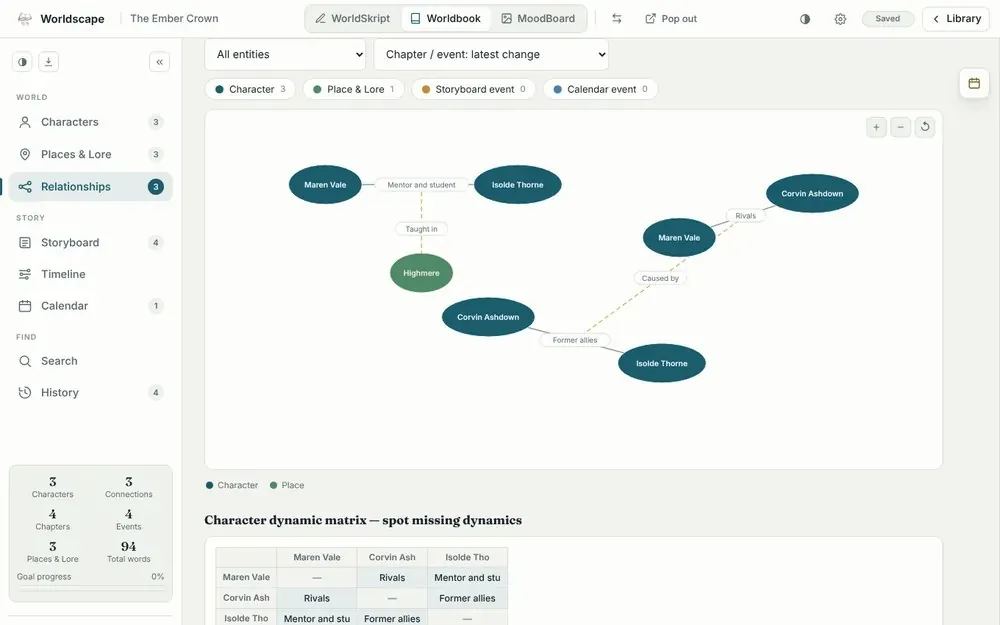 Worldscape
The Ember Crown
WorldSkript
Worldbook
MoodBoard
Pop out
Saved
Library
WORLD
Characters 3
Places & Lore 3
Relationships 3
STORY
Storyboard 4
Timeline
Calendar 1
FIND
Search
History 4
3 Characters
3 Connections
4 Chapters
4 Events
3 Places & Lore
94 Total words
Goal progress 0%
All entities
Chapter / event: latest change
Character 3
Place & Lore 1
Storyboard event 0
Calendar event 0
Maren Vale
Mentor and student
Isolde Thorne
Corvin Ashdown
Rivals
Taught in
Maren Vale
Highmere
Caused by
Corvin Ashdown
Former allies
Isolde Thorne
Character
Place
Character dynamic matrix — spot missing dynamics
Maren Vale Corvin Ash Isolde Tho
Maren Vale — Rivals Mentor and stu
Corvin Ash Rivals — Former allies
Isolde Tho Mentor and stu Former allies —